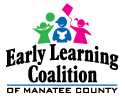 Early Learning
Coalition
OF MANATEE COUNTY